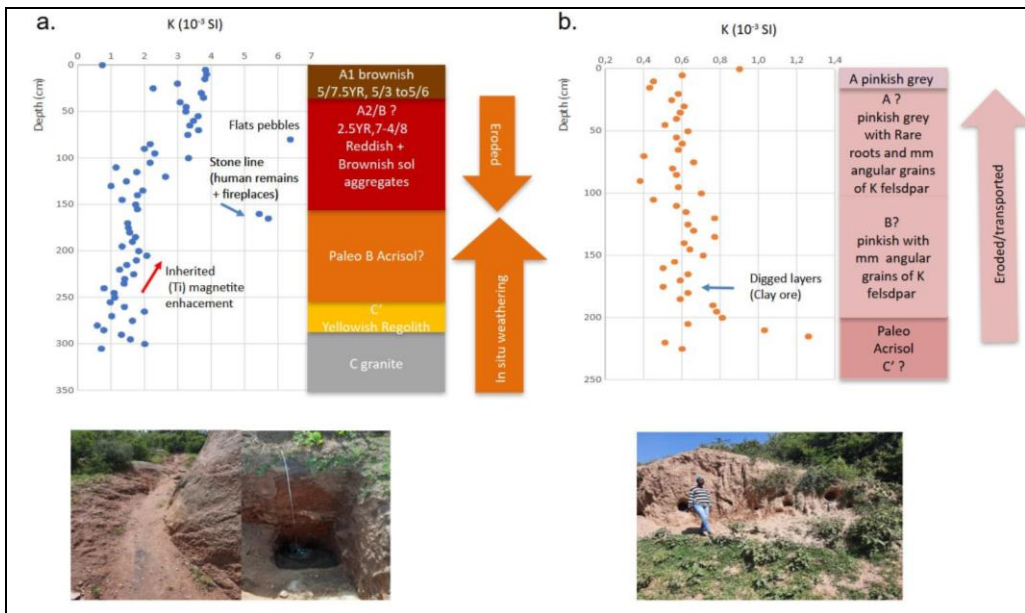 a.
K (10⁻³ SI)
0 1 2 3 4 5 6 7
Depth (cm)
0
50
100
150
200
250
300
350
Flats pebbles
Stone line
(human remains
+ fireplaces)
Inherited
(Ti) magnetite
enhacement
A1 brownish
5/7.5YR, 5/3 to5/6
A2/B ?
2.5YR,7-4/8
Reddish +
Brownish sol
aggregates
Paleo B Acrisol?
C'
Yellowish Regolith
C granite
Eroded
In situ weathering
b.
K (10⁻³ SI)
0,2 0,4 0,6 0,8 1,0 1,2 1,4
Depth (cm)
0
50
100
150
200
250
Digged layers
(Clay ore)
A pinkish grey
A ?
pinkish grey
with Rare
roots and mm
angular grains
of K felsdpar
B?
pinkish with
mm angular
grains of K
felsdpar
Paleo
Acrisol
C' ?
Eroded/transported